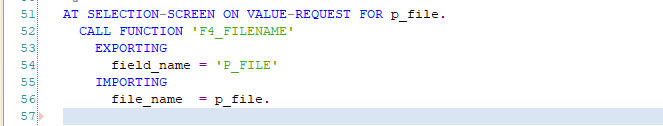 51 AT SELECTION-SCREEN ON VALUE-REQUEST FOR p_file.
52 CALL FUNCTION 'F4_FILENAME'
53 EXPORTING
54 field_name = 'P_FILE'
55 IMPORTING
56 file_name  = p_file.
57